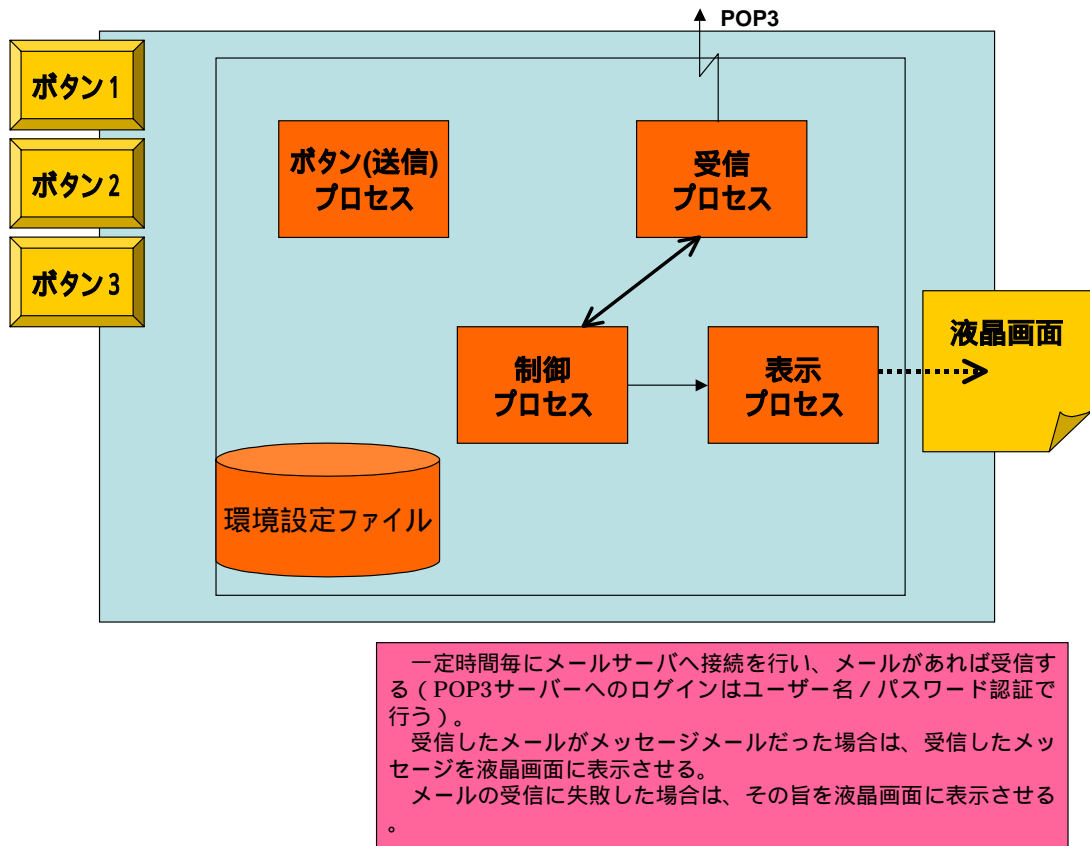 POP3
ボタン1
ボタン2
ボタン3
ボタン(送信)
プロセス
受信
プロセス
制御
プロセス
表示
プロセス
液晶画面
環境設定ファイル
一定時間毎にメールサーバへ接続を行い、メールがあれば受信す
る(POP3サーバーへのログインはユーザー名/パスワード認証で
行う)。
受信したメールがメッセージメールだった場合は、受信したメッ
セージを液晶画面に表示させる。
メールの受信に失敗した場合は、その旨を液晶画面に表示させる
。